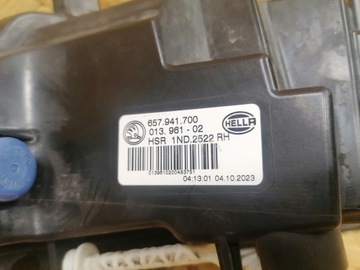 657.941.700
013.961-02
HSR 1ND.2522 RH
HELLA
04:13:01 04.10.2023